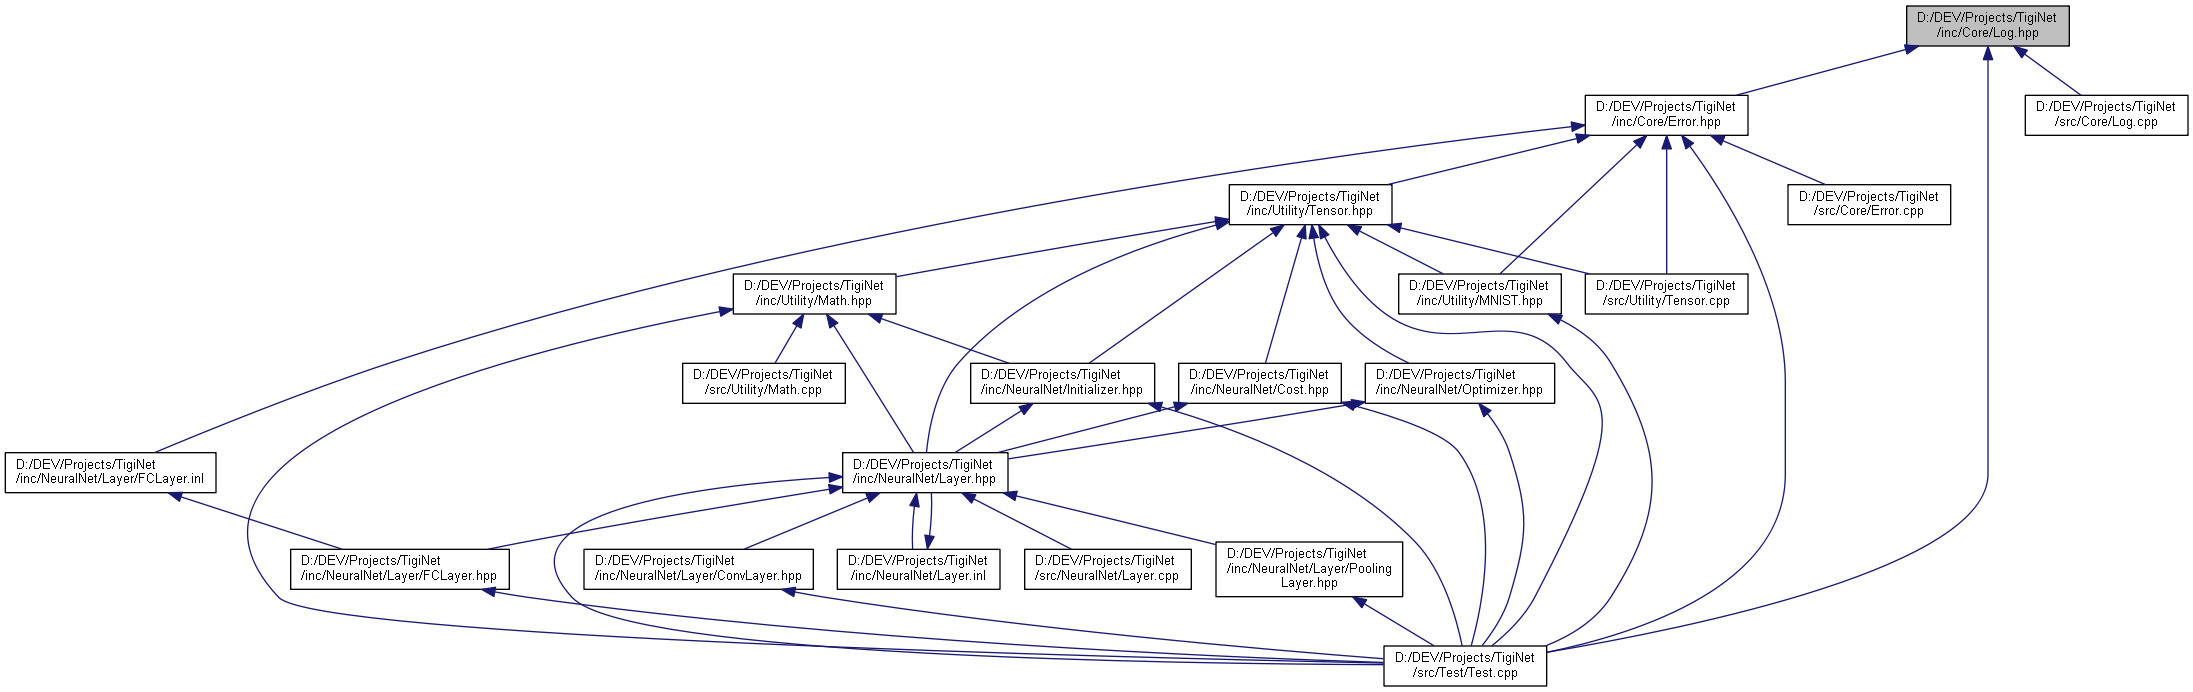 D:/DEV/Projects/TigiNet
/inc/Core/Log.hpp
D:/DEV/Projects/TigiNet
/inc/Core/Error.hpp
D:/DEV/Projects/TigiNet
/src/Core/Log.cpp
D:/DEV/Projects/TigiNet
/inc/Utility/Tensor.hpp
D:/DEV/Projects/TigiNet
/src/Core/Error.cpp
D:/DEV/Projects/TigiNet
/inc/Utility/Math.hpp
D:/DEV/Projects/TigiNet
/inc/Utility/MNIST.hpp
D:/DEV/Projects/TigiNet
/src/Utility/Tensor.cpp
D:/DEV/Projects/TigiNet
/src/Utility/Math.cpp
D:/DEV/Projects/TigiNet
/inc/NeuralNet/Initializer.hpp
D:/DEV/Projects/TigiNet
/inc/NeuralNet/Cost.hpp
D:/DEV/Projects/TigiNet
/inc/NeuralNet/Optimizer.hpp
D:/DEV/Projects/TigiNet
/inc/NeuralNet/Layer/FCLayer.inl
D:/DEV/Projects/TigiNet
/inc/NeuralNet/Layer.hpp
D:/DEV/Projects/TigiNet
/inc/NeuralNet/Layer/FCLayer.hpp
D:/DEV/Projects/TigiNet
/inc/NeuralNet/Layer/ConvLayer.hpp
D:/DEV/Projects/TigiNet
/inc/NeuralNet/Layer.inl
D:/DEV/Projects/TigiNet
/src/NeuralNet/Layer.cpp
D:/DEV/Projects/TigiNet
/inc/NeuralNet/Layer/Pooling
Layer.hpp
D:/DEV/Projects/TigiNet
/src/Test/Test.cpp